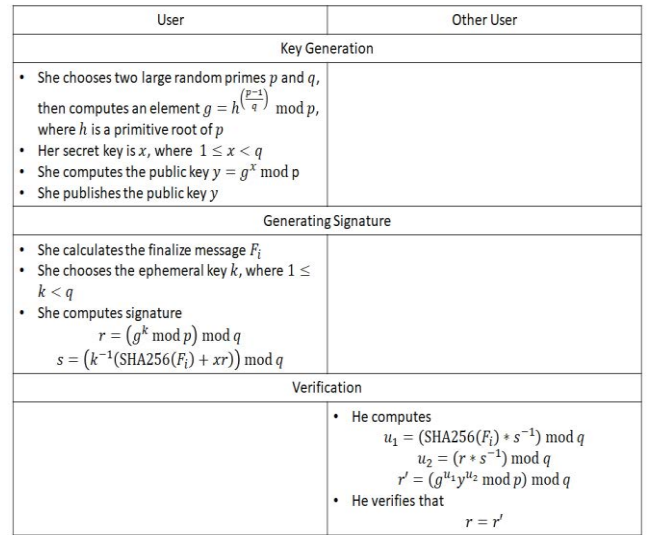 User Other User
Key Generation
• She chooses two large random primes p and q,
then computes an element g = h^((p−1)/q) mod p,
where h is a primitive root of p
• Her secret key is x, where 1 ≤ x < q
• She computes the public key y = g^x mod p
• She publishes the public key y
Generating Signature
• She calculates the finalize message F_i
• She chooses the ephemeral key k, where 1 ≤
k < q
• She computes signature
r = (g^k mod p) mod q
s = (k^−1(SHA256(F_i) + xr)) mod q
Verification
• He computes
u_1 = (SHA256(F_i) * s^−1) mod q
u_2 = (r * s^−1) mod q
r′ = (g^u_1 y^u_2 mod p) mod q
• He verifies that
r = r′